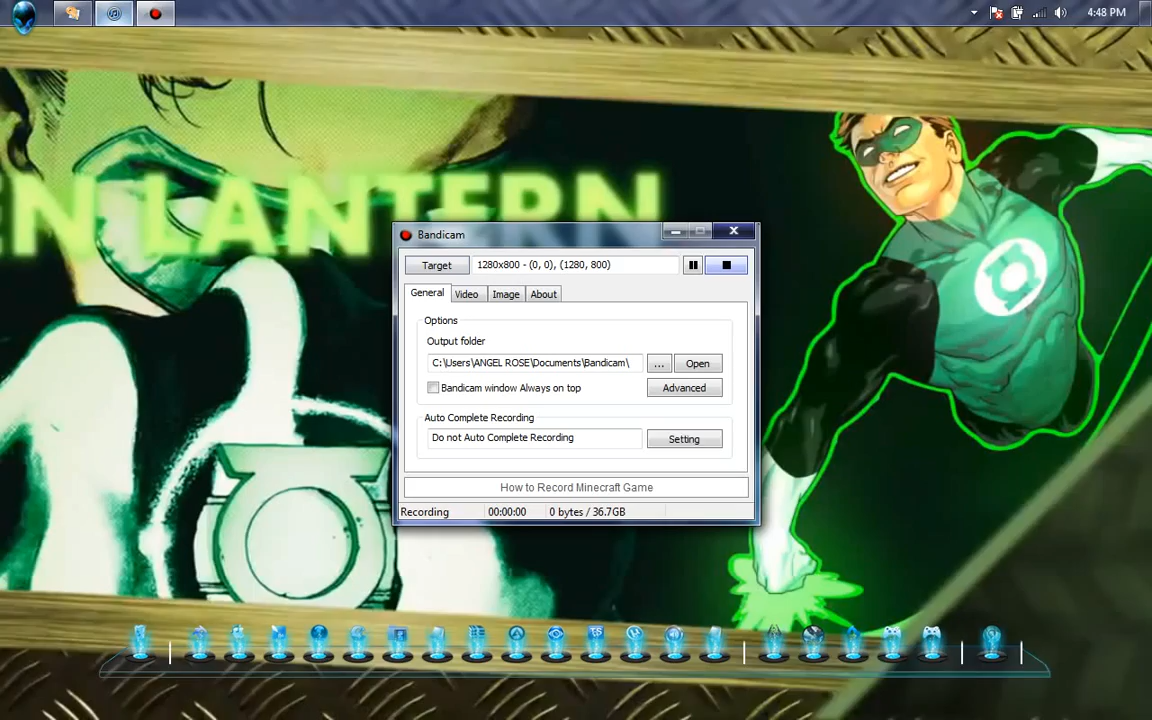 4:48 PM
EN LANTERN
Bandicam
Target
1280x800 - (0, 0), (1280, 800)
General
Video
Image
About
Options
Output folder
C:\Users\ANGEL ROSE\Documents\Bandicam\
...
Open
Bandicam window Always on top
Advanced
Auto Complete Recording
Do not Auto Complete Recording
Setting
How to Record Minecraft Game
Recording
00:00:00
0 bytes / 36.7GB